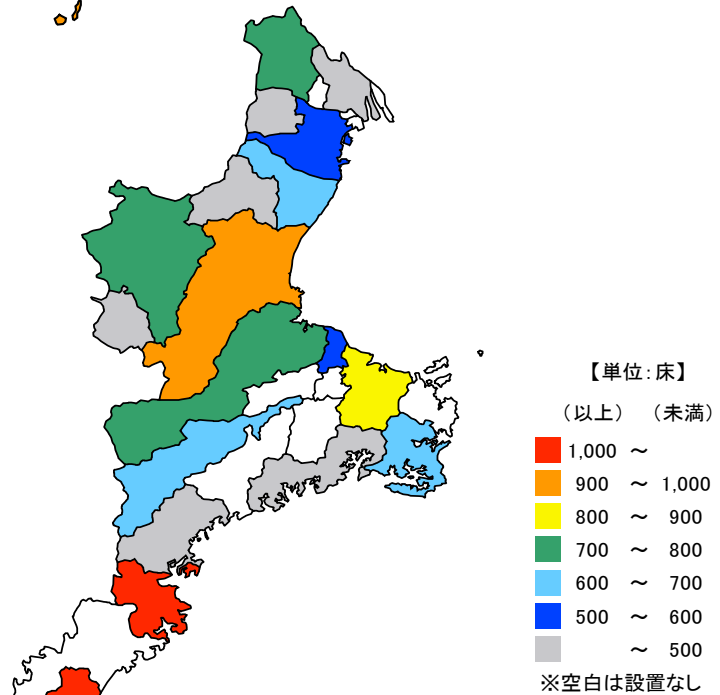 【単位:床】
（以上） （未満）
1,000 ～
900 ～ 1,000
800 ～ 900
700 ～ 800
600 ～ 700
500 ～ 600
～ 500
※空白は設置なし